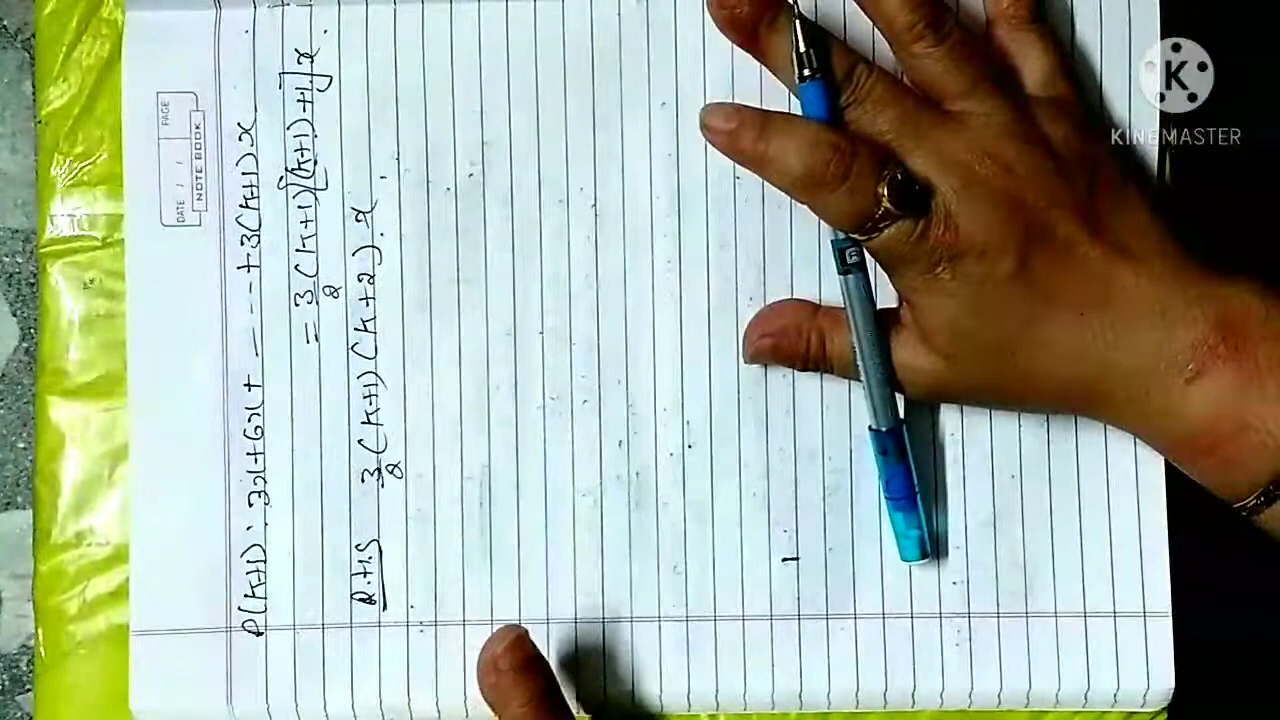 DATE / / PAGE
NOTE BOOK
P(K+1): 3x+6x+ ---- +3(K+1)x
= 3/2 (K+1)[(K+1)+1]x.
R.H.S 3/2 (K+1)(K+2).x.
K
KINEMASTER